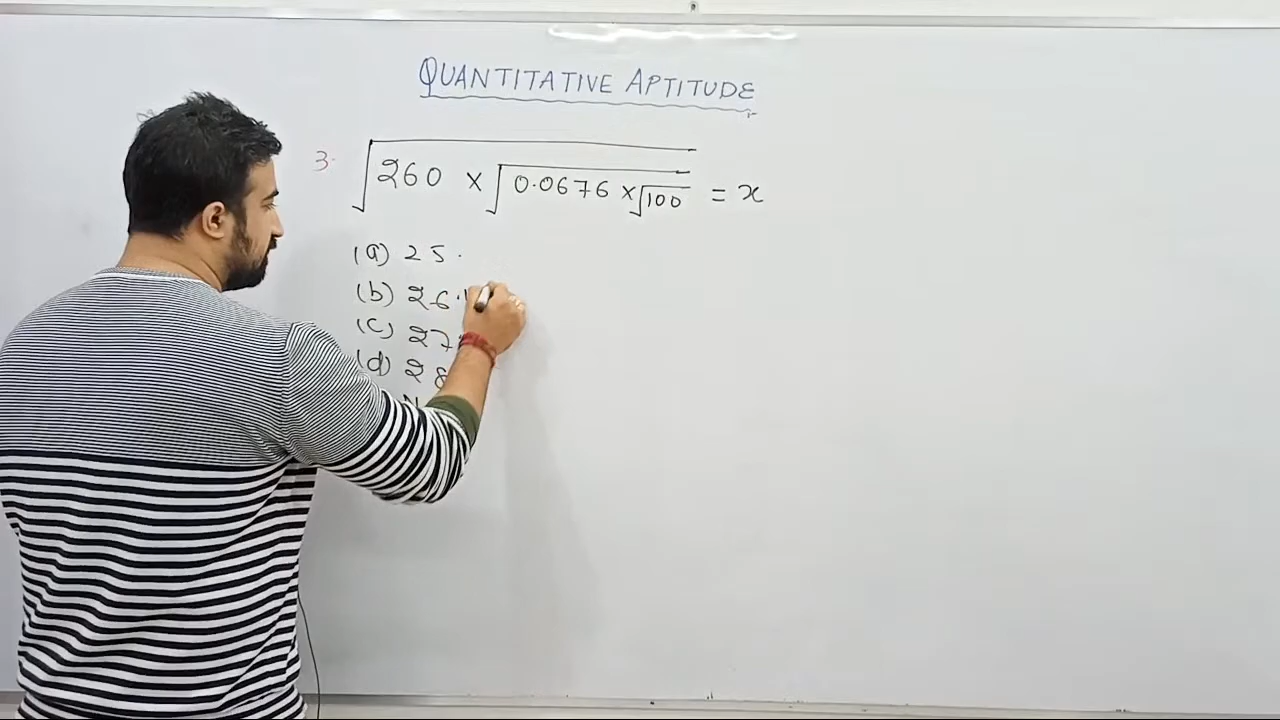 QUANTITATIVE APTITUDE
3. √260 × √0.0676 × √100 = x
(a) 25.
(b) 26.
(c) 27
(d) 28